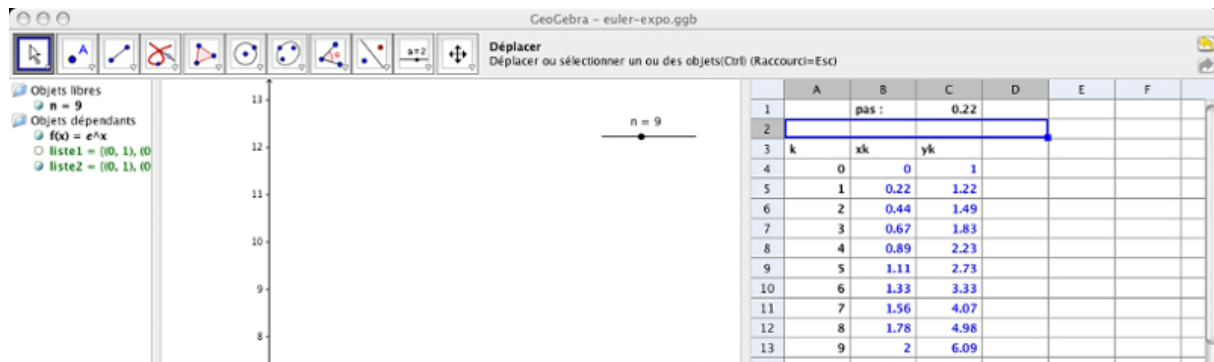 GeoGebra – euler-expo.ggb
A
a=2
Déplacer
Déplacer ou sélectionner un ou des objets(Ctrl) (Raccourci=Esc)
Objets libres
n = 9
Objets dépendants
f(x) = e^x
liste1 = {(0, 1), (0
liste2 = {(0, 1), (0
13
12
11
10
9
8
n = 9
A B C D E F
1 pas : 0.22
2
3 k xk yk
4 0 0 1
5 1 0.22 1.22
6 2 0.44 1.49
7 3 0.67 1.83
8 4 0.89 2.23
9 5 1.11 2.73
10 6 1.33 3.33
11 7 1.56 4.07
12 8 1.78 4.98
13 9 2 6.09